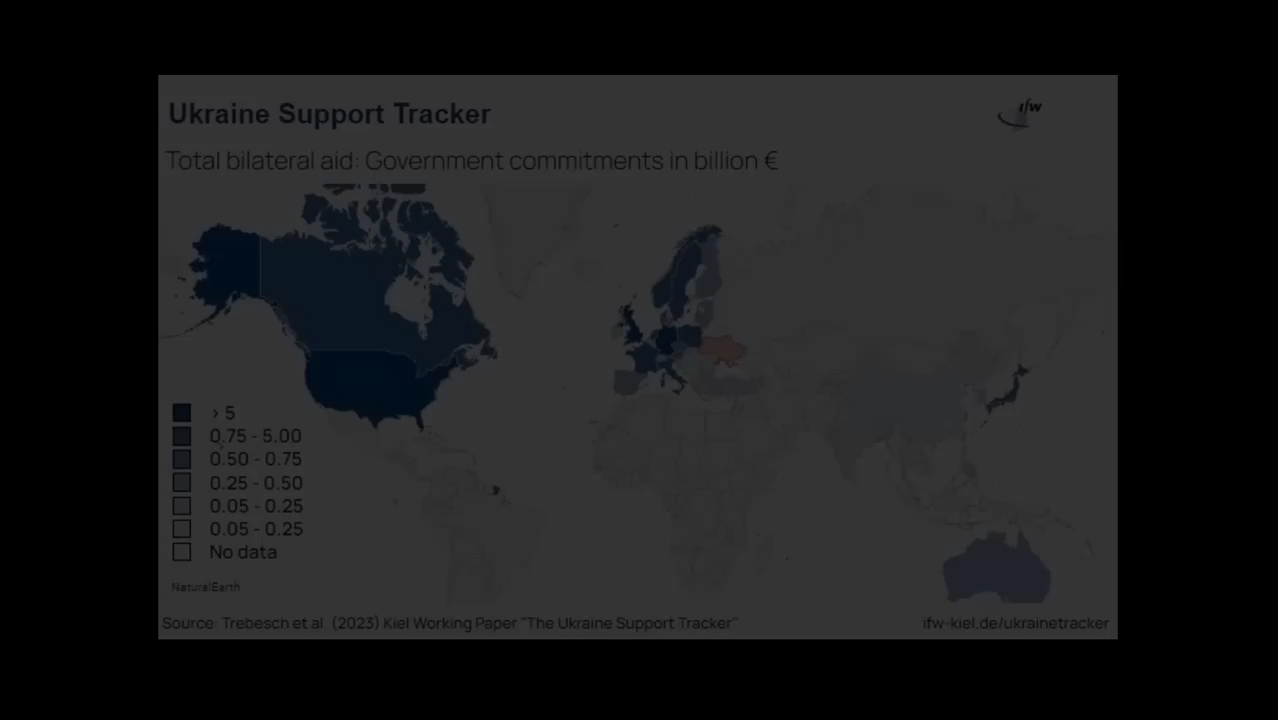 Ukraine Support Tracker
ifw
Total bilateral aid: Government commitments in billion €
> 5
0.75 - 5.00
0.50 - 0.75
0.25 - 0.50
0.05 - 0.25
0.05 - 0.25
No data
NaturalEarth
Source: Trebesch et al. (2023) Kiel Working Paper "The Ukraine Support Tracker"
ifw-kiel.de/ukrainetracker